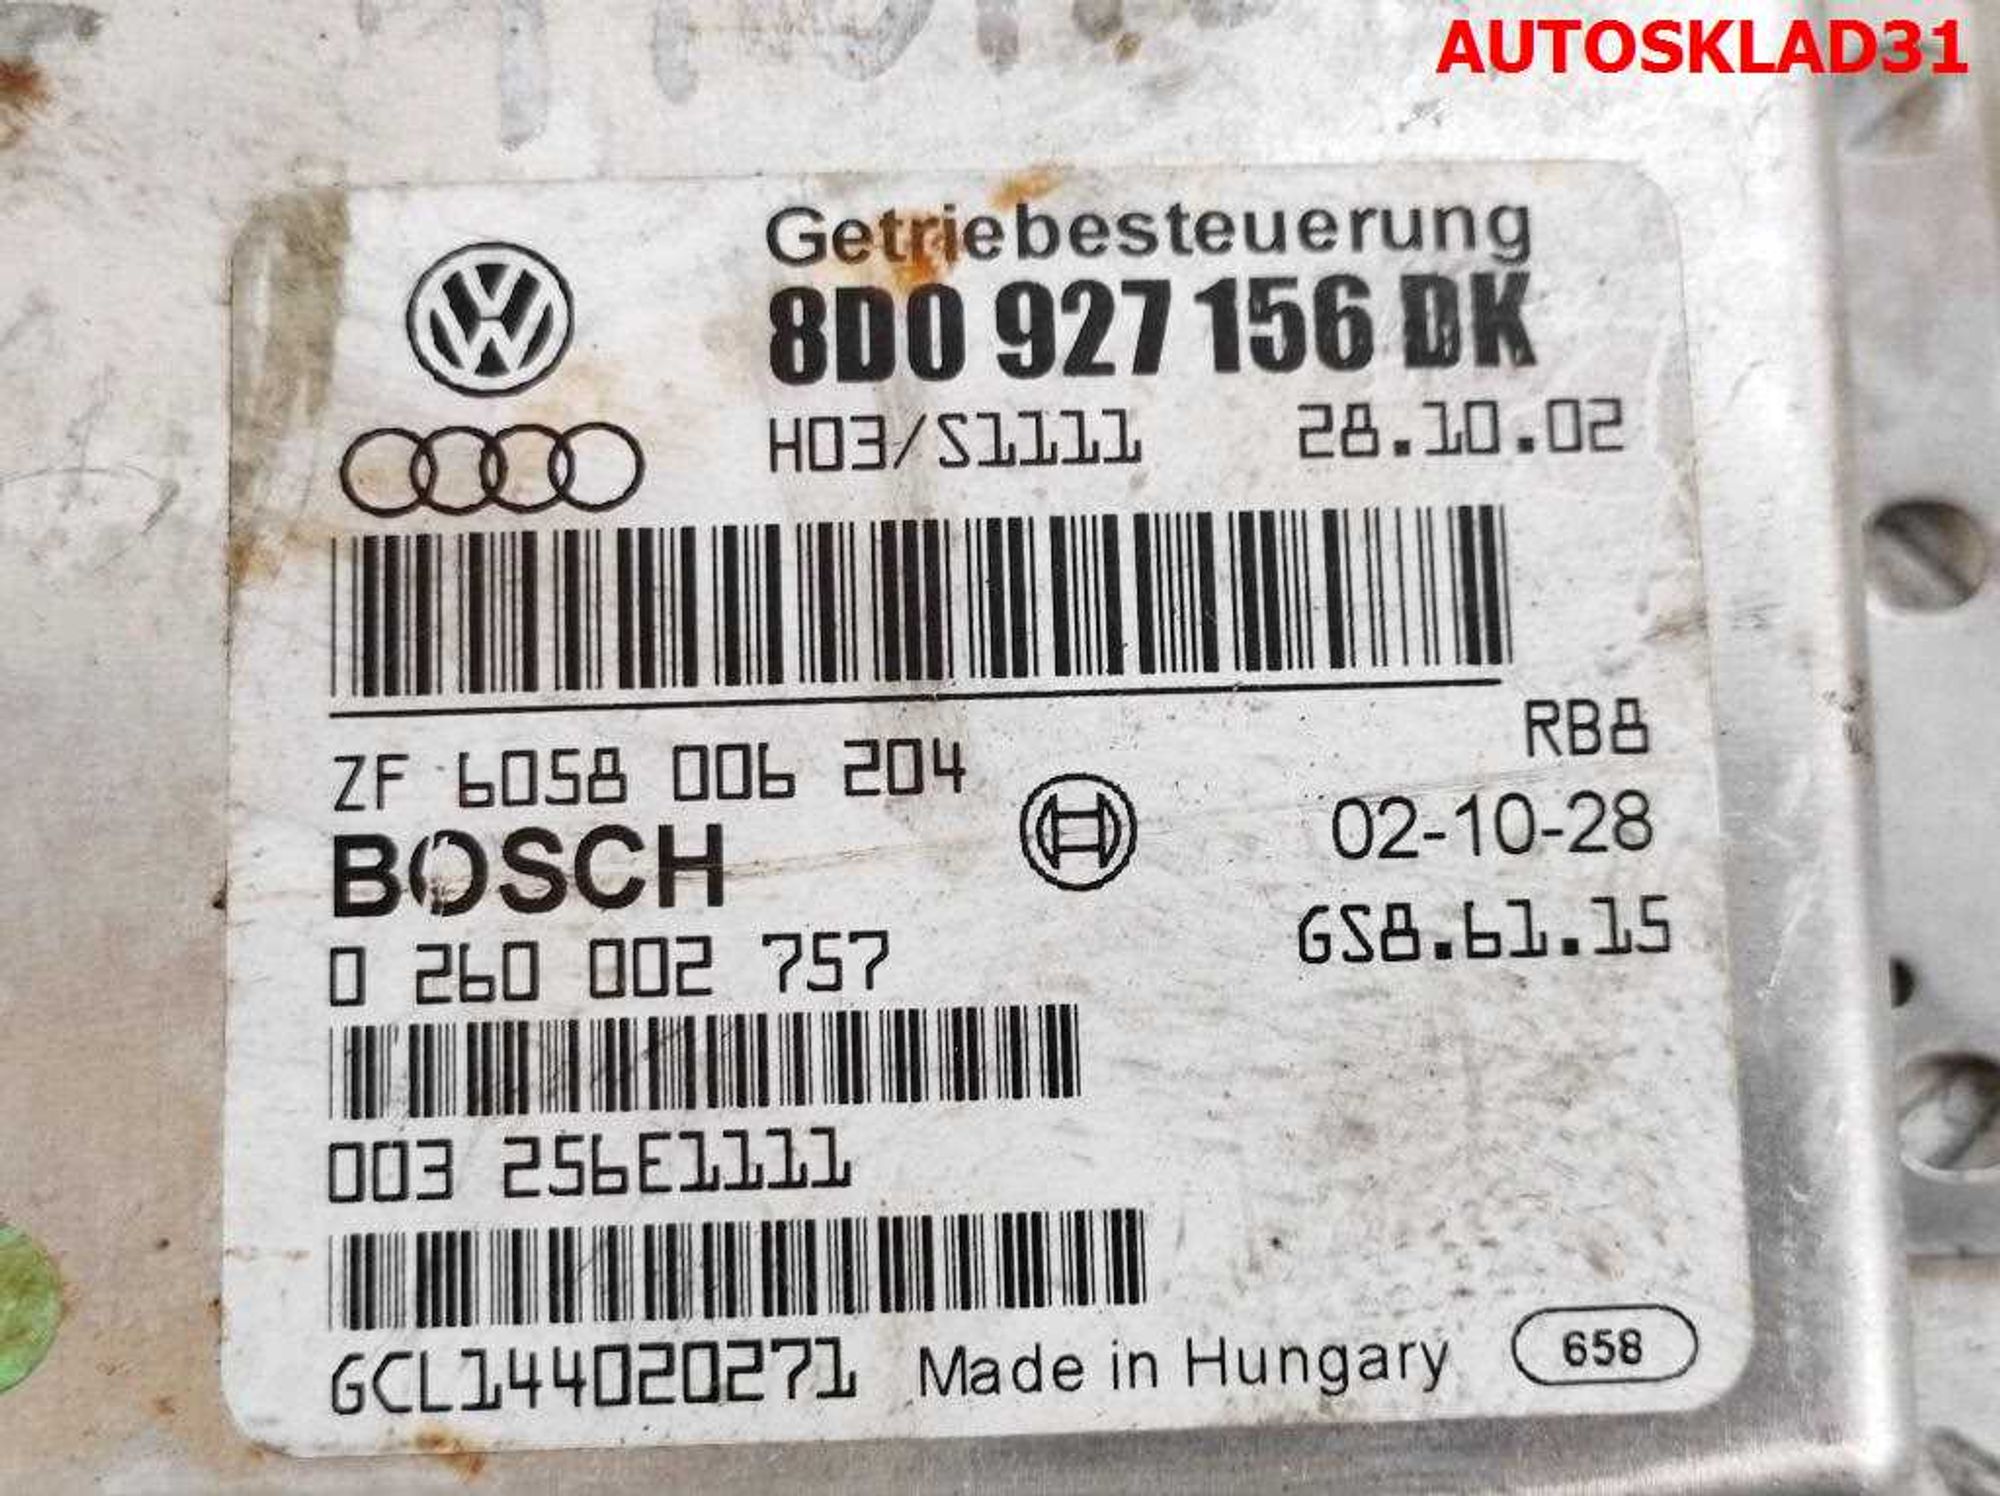 AUTOSKLAD31
Getriebesteuerung
8D0 927 156 DK
H03/S1111 28.10.02
RB8
ZF 6058 006 204
02-10-28
BOSCH
GS8.61.15
0 260 002 757
003 256E1111
GCL144020271 Made in Hungary 658